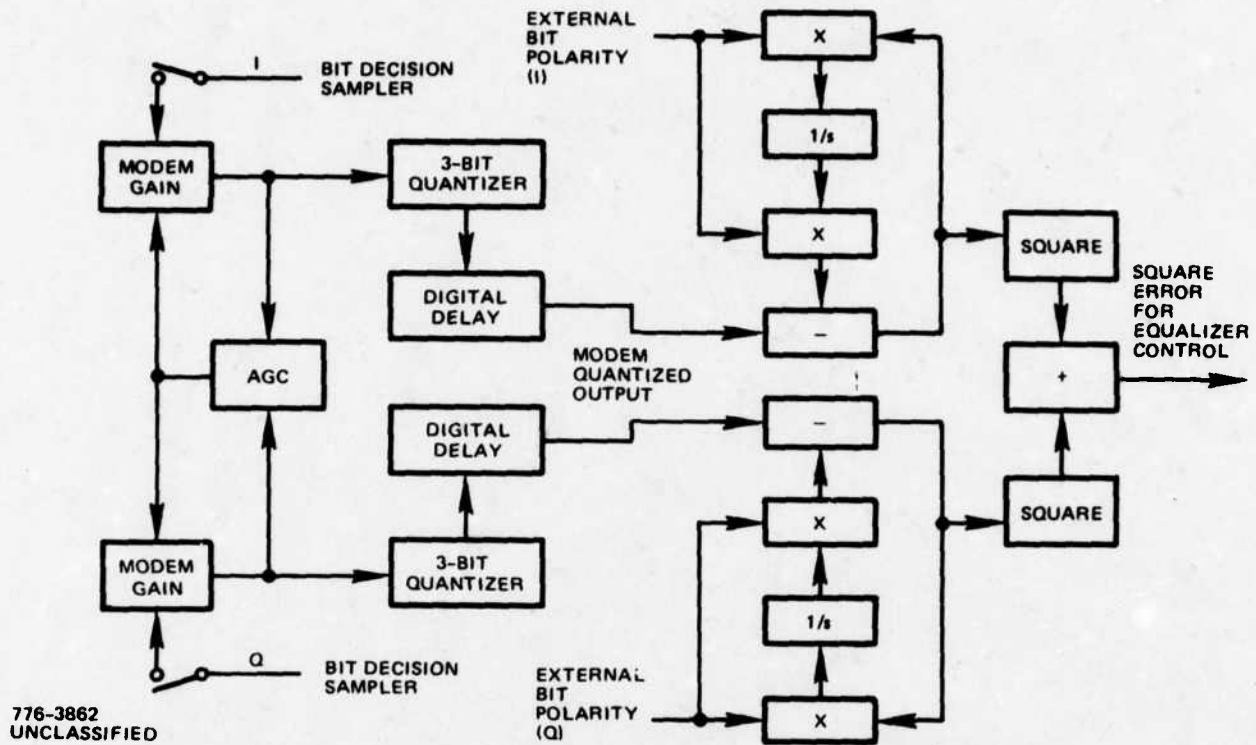 EXTERNAL
BIT
POLARITY
(I)
X
I
BIT DECISION
SAMPLER
1/s
MODEM
GAIN
3-BIT
QUANTIZER
X
SQUARE
DIGITAL
DELAY
SQUARE
ERROR
FOR
EQUALIZER
CONTROL
−
AGC
MODEM
QUANTIZED
OUTPUT
+
DIGITAL
DELAY
−
X
SQUARE
MODEM
GAIN
3-BIT
QUANTIZER
1/s
Q
BIT DECISION
SAMPLER
EXTERNAL
BIT
POLARITY
(Q)
X
776-3862
UNCLASSIFIED